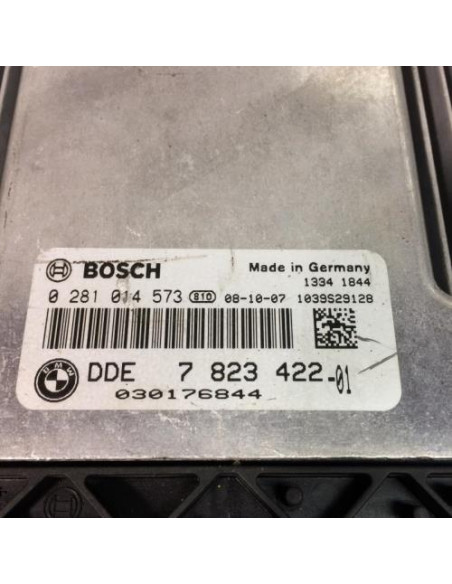 BOSCH Made in Germany
1334 1844
0 281 014 573 810 08-10-07 1039S29128
BMW DDE 7 823 422-01
030176844